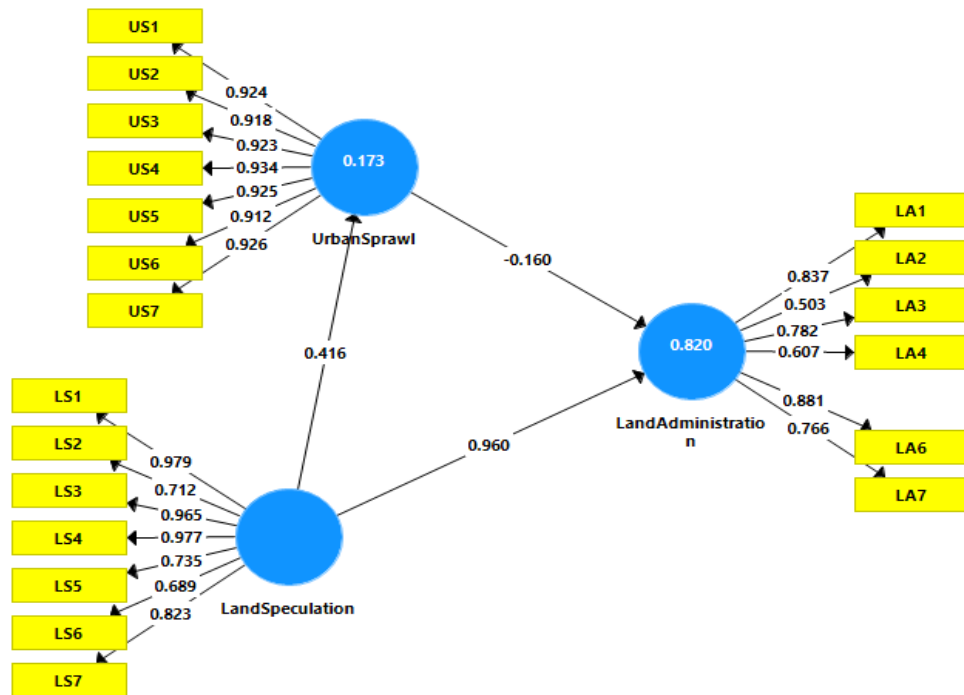 US1
US2
US3
US4
US5
US6
US7
0.924
0.918
0.923
0.934
0.925
0.912
0.926
0.173
UrbanSprawl
-0.160
0.416
0.960
LS1
LS2
LS3
LS4
LS5
LS6
LS7
0.979
0.712
0.965
0.977
0.735
0.689
0.823
LandSpeculation
0.820
LandAdministratio
n
0.837
0.503
0.782
0.607
0.881
0.766
LA1
LA2
LA3
LA4
LA6
LA7